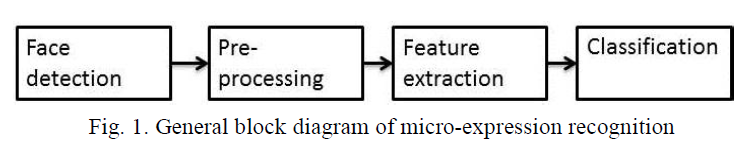 Face
detection
Pre-
processing
Feature
extraction
Classification
Fig. 1. General block diagram of micro-expression recognition